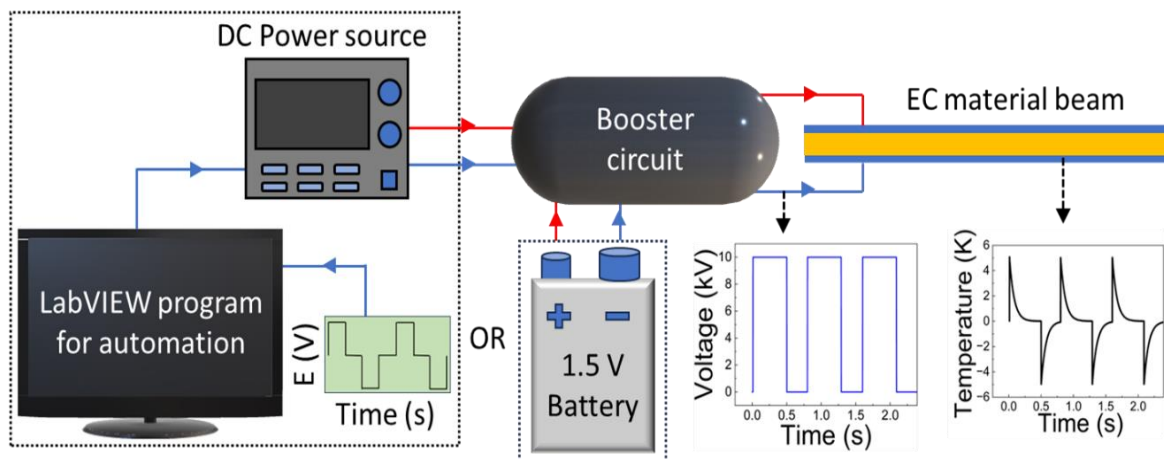 DC Power source
Booster
circuit
EC material beam
LabVIEW program
for automation
E (V)
Time (s)
OR
+ −
1.5 V
Battery
Voltage (kV)
10
8
6
4
2
0
0.0 0.5 1.0 1.5 2.0
Time (s)
Temperature (K)
6
4
2
0
−2
−4
−6
0.0 0.5 1.0 1.5 2.0
Time (s)